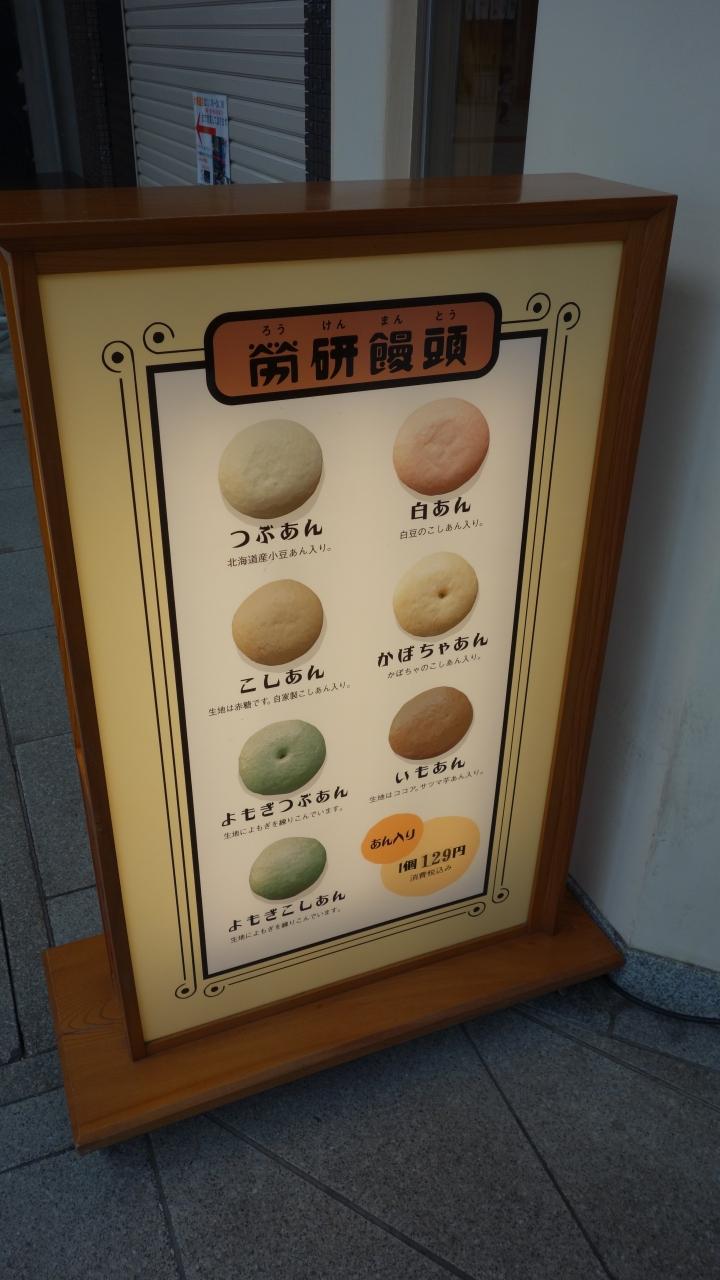 ろう けん まん とう
労研饅頭
つぶあん
北海道産小豆あん入り。
白あん
白豆のこしあん入り。
こしあん
生地は赤糖です。自家製こしあん入り。
かぼちゃあん
かぼちゃのこしあん入り。
よもぎつぶあん
生地によもぎを練りこんでいます。
いもあん
生地はココア。サツマ芋あん入り。
よもぎこしあん
生地によもぎを練りこんでいます。
あん入り
1個129円
消費税込み